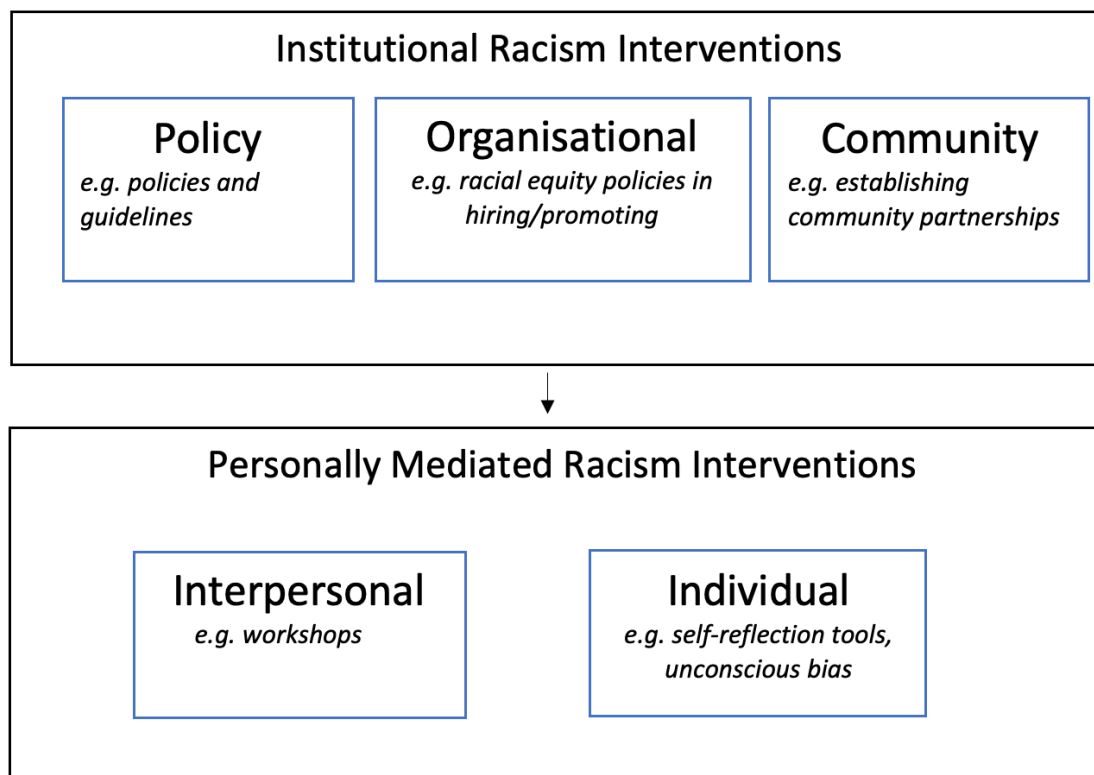 Institutional Racism Interventions
Policy
e.g. policies and
guidelines
Organisational
e.g. racial equity policies in
hiring/promoting
Community
e.g. establishing
community partnerships
Personally Mediated Racism Interventions
Interpersonal
e.g. workshops
Individual
e.g. self-reflection tools,
unconscious bias